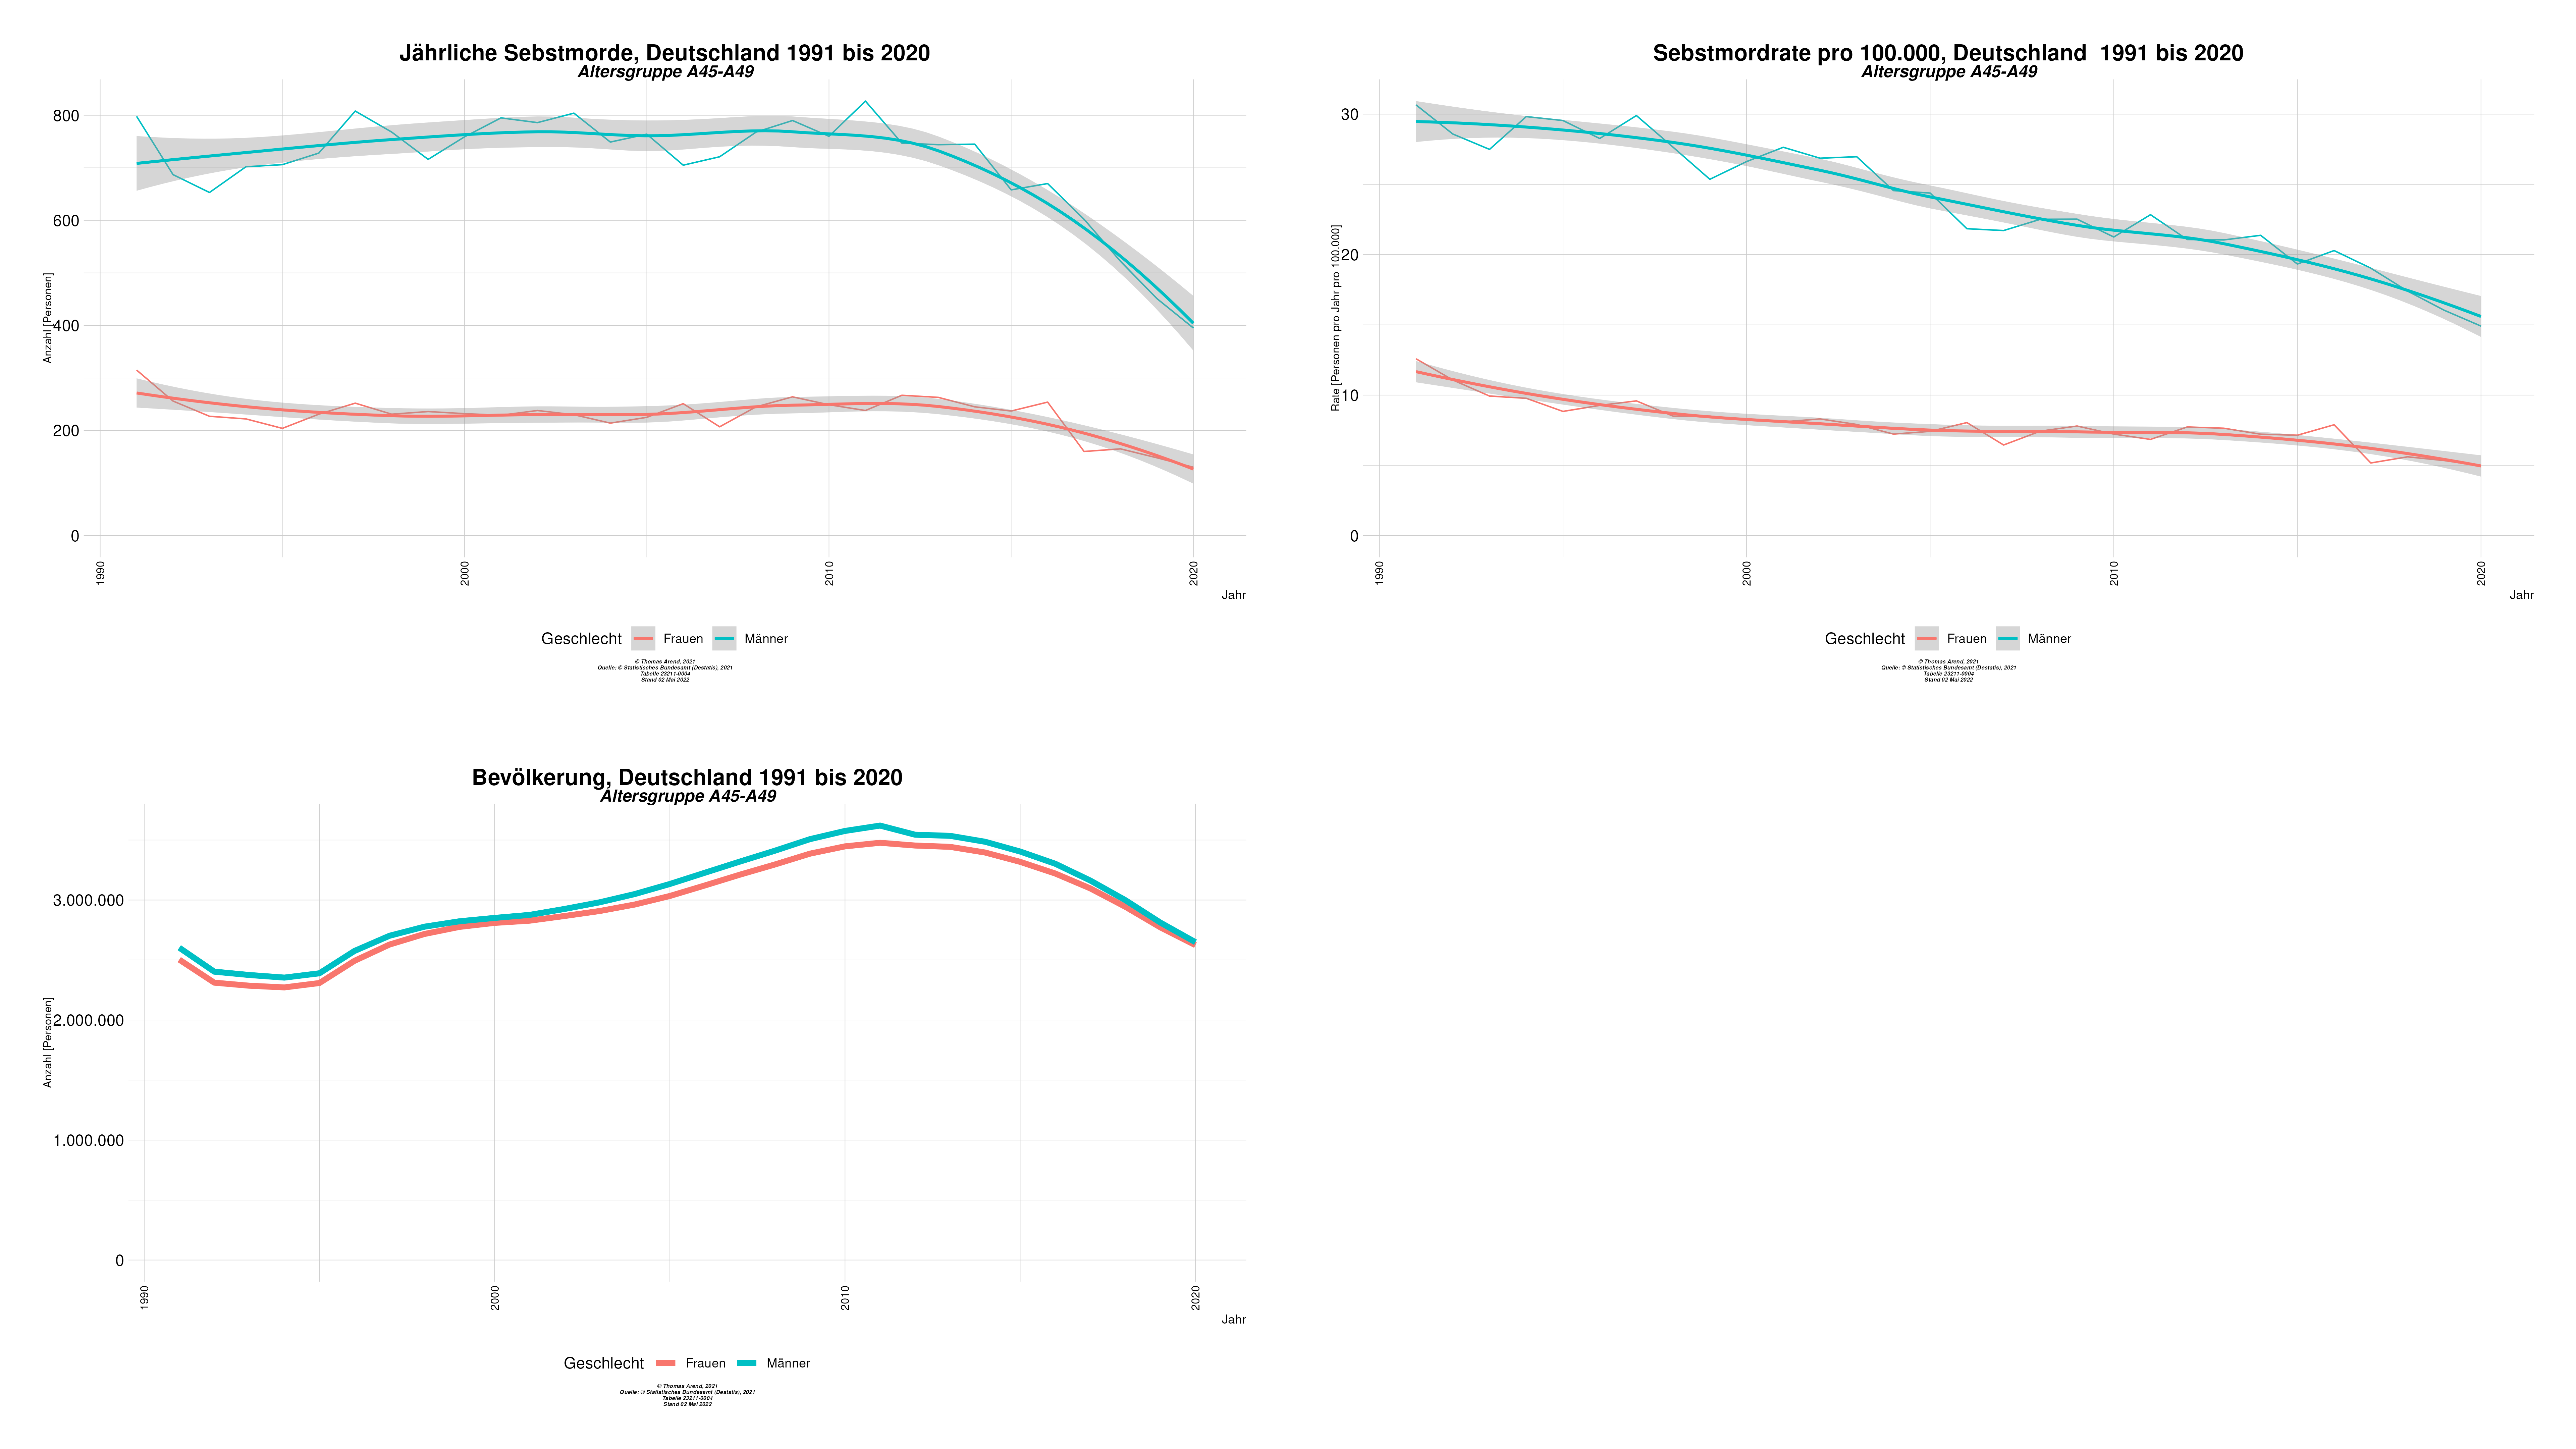 Jährliche Sebstmorde, Deutschland 1991 bis 2020
Altersgruppe A45-A49
Anzahl [Personen]
800
600
400
200
0
1990
2000
2010
2020
Jahr
Geschlecht Frauen Männer
© Thomas Arend, 2021
Quelle: © Statistisches Bundesamt (Destatis), 2021
Tabelle 23211-0004
Stand 02 Mai 2022
Sebstmordrate pro 100.000, Deutschland  1991 bis 2020
Altersgruppe A45-A49
Rate [Personen pro Jahr pro 100.000]
30
20
10
0
1990
2000
2010
2020
Jahr
Geschlecht Frauen Männer
© Thomas Arend, 2021
Quelle: © Statistisches Bundesamt (Destatis), 2021
Tabelle 23211-0004
Stand 02 Mai 2022
Bevölkerung, Deutschland 1991 bis 2020
Altersgruppe A45-A49
Anzahl [Personen]
3.000.000
2.000.000
1.000.000
0
1990
2000
2010
2020
Jahr
Geschlecht Frauen Männer
© Thomas Arend, 2021
Quelle: © Statistisches Bundesamt (Destatis), 2021
Tabelle 23211-0004
Stand 02 Mai 2022